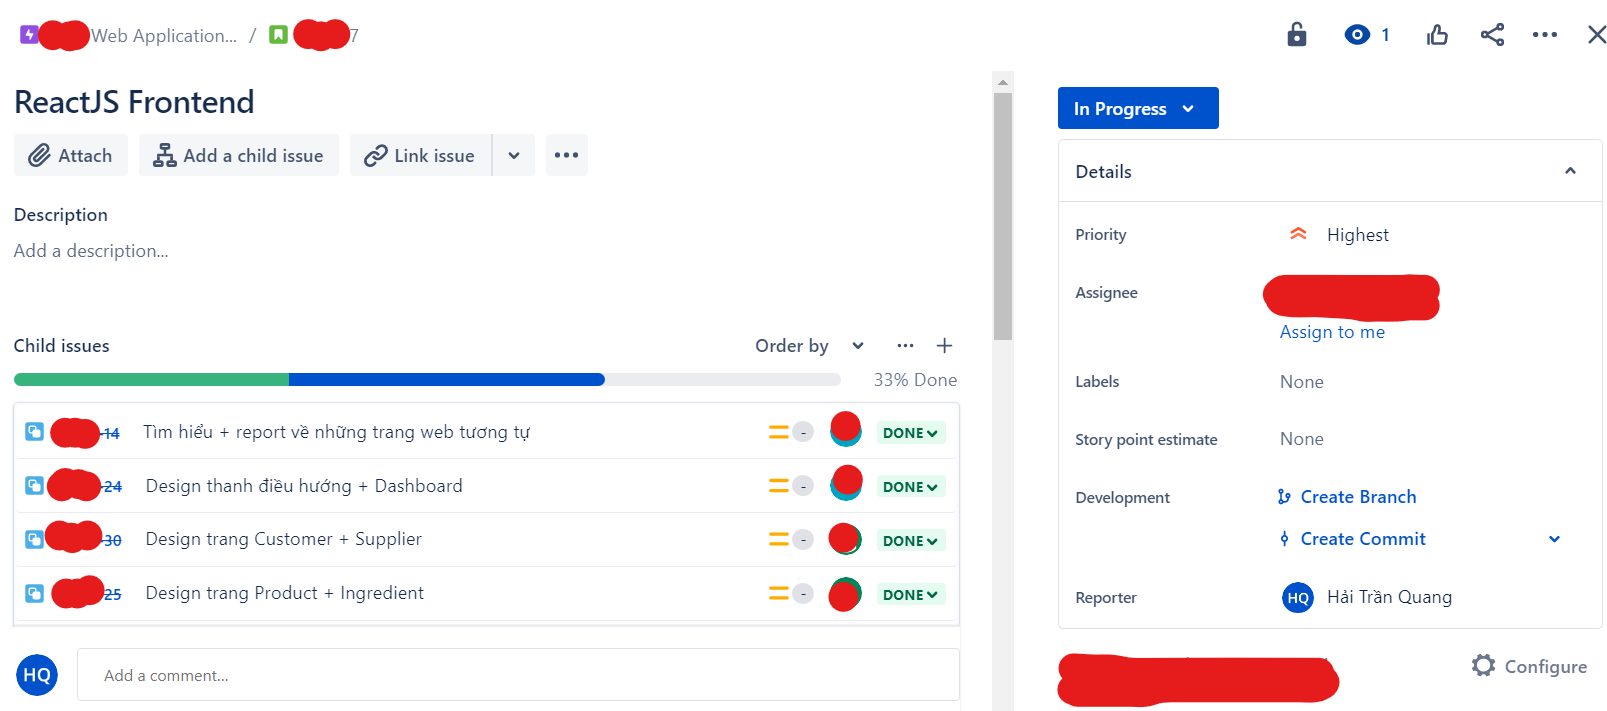 Web Application... / 7
1
ReactJS Frontend
Attach
Add a child issue
Link issue
Description
Add a description...
Child issues
Order by
33% Done
-14 Tìm hiểu + report về những trang web tương tự - DONE
-24 Design thanh điều hướng + Dashboard - DONE
-30 Design trang Customer + Supplier - DONE
-25 Design trang Product + Ingredient - DONE
HQ Add a comment...
In Progress
Details
Priority Highest
Assignee
Assign to me
Labels None
Story point estimate None
Development Create Branch
Create Commit
Reporter HQ Hải Trần Quang
Configure